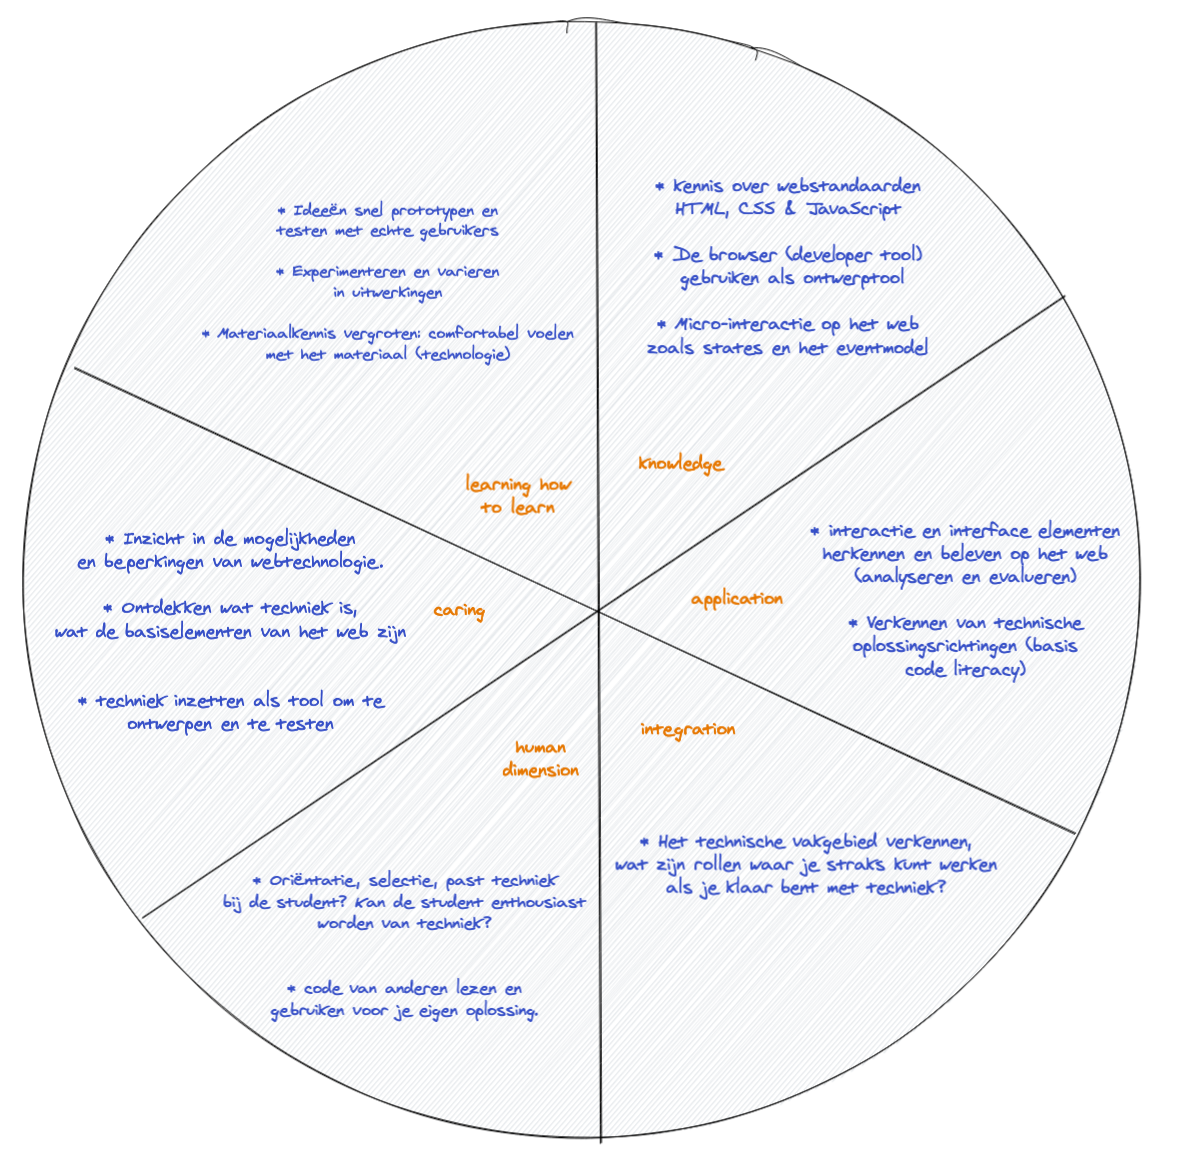 * Ideeën snel prototypen en
testen met echte gebruikers
* Experimenteren en varieren
in uitwerkingen
* Materiaalkennis vergroten: comfortabel voelen
met het materiaal (technologie)
learning how
to learn
* Kennis over webstandaarden
HTML, CSS & JavaScript
* De browser (developer tool)
gebruiken als ontwerptool
* Micro-interactie op het web
zoals states en het eventmodel
knowledge
* interactie en interface elementen
herkennen en beleven op het web
(analyseren en evalueren)
application
* Verkennen van technische
oplossingsrichtingen (basis
code literacy)
integration
* Het technische vakgebied verkennen,
wat zijn rollen waar je straks kunt werken
als je klaar bent met techniek?
human
dimension
* Oriëntatie, selectie, past techniek
bij de student? Kan de student enthousiast
worden van techniek?
* code van anderen lezen en
gebruiken voor je eigen oplossing.
* Inzicht in de mogelijkheden
en beperkingen van webtechnologie.
* Ontdekken wat techniek is,
wat de basiselementen van het web zijn
caring
* techniek inzetten als tool om te
ontwerpen en te testen